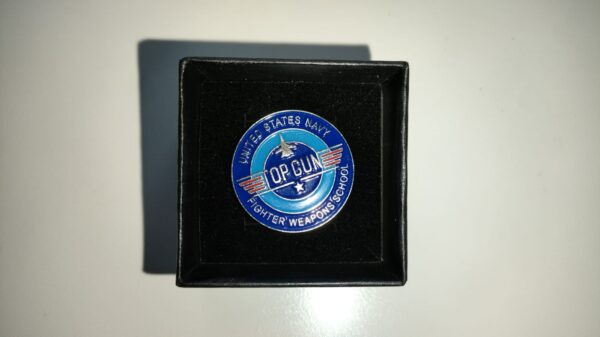 UNITED STATES NAVY
TOP GUN
FIGHTER WEAPONS SCHOOL